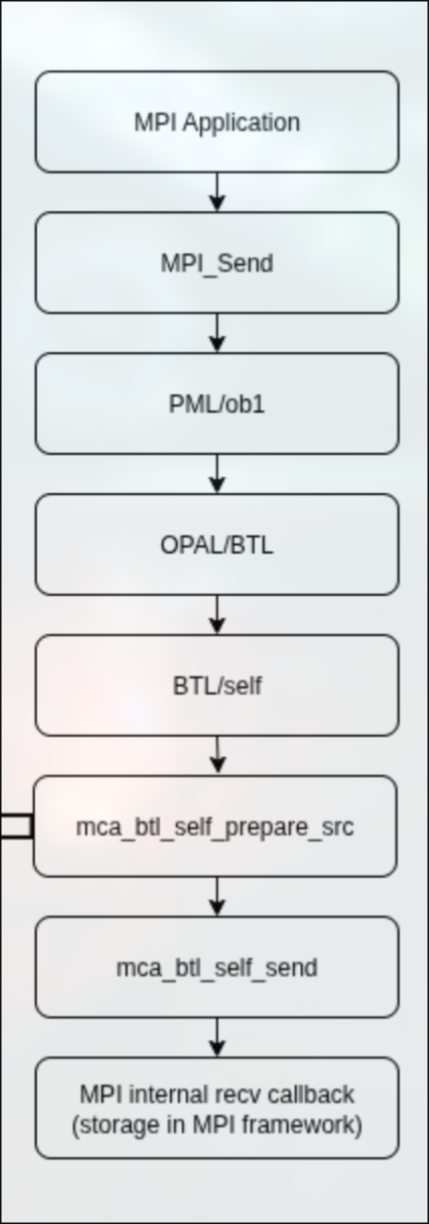 MPI Application
MPI_Send
PML/ob1
OPAL/BTL
BTL/self
mca_btl_self_prepare_src
mca_btl_self_send
MPI internal recv callback
(storage in MPI framework)